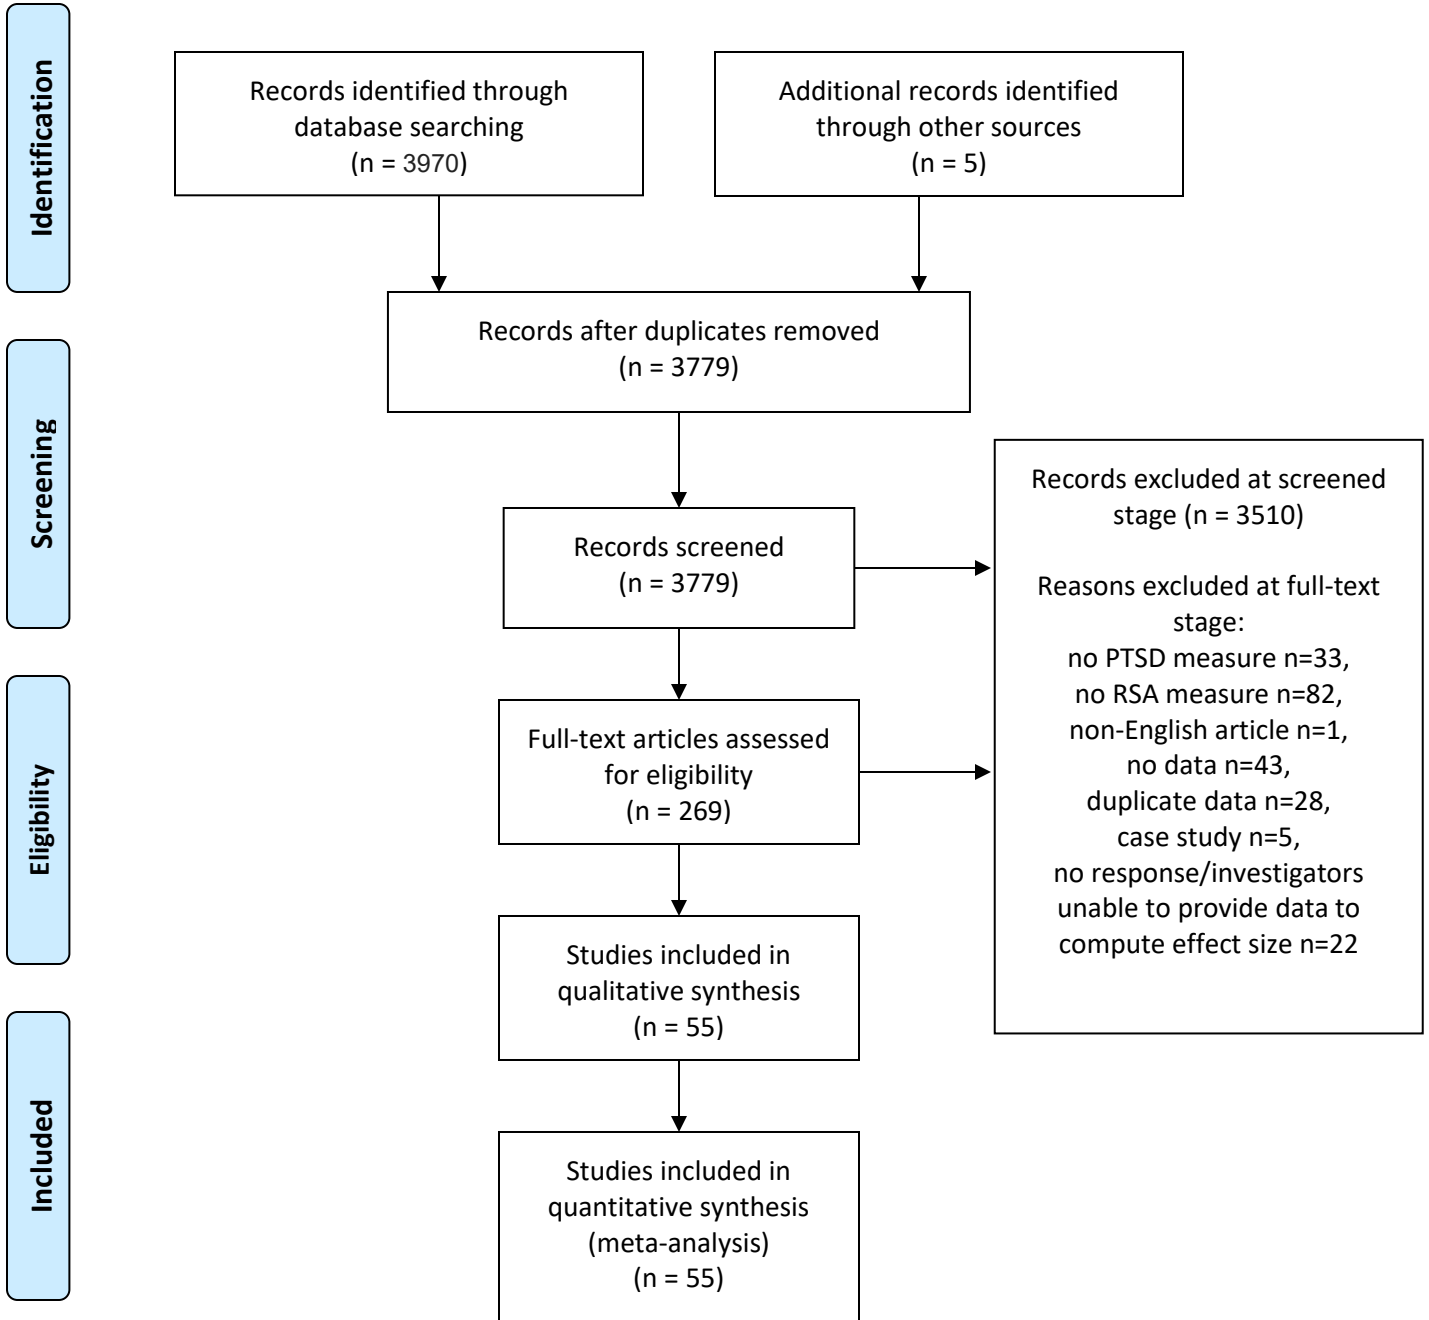 Identification
Records identified through
database searching
(n = 3970)
Additional records identified
through other sources
(n = 5)
Records after duplicates removed
(n = 3779)
Screening
Records screened
(n = 3779)
Records excluded at screened
stage (n = 3510)
Reasons excluded at full-text
stage:
no PTSD measure n=33,
no RSA measure n=82,
non-English article n=1,
no data n=43,
duplicate data n=28,
case study n=5,
no response/investigators
unable to provide data to
compute effect size n=22
Eligibility
Full-text articles assessed
for eligibility
(n = 269)
Studies included in
qualitative synthesis
(n = 55)
Included
Studies included in
quantitative synthesis
(meta-analysis)
(n = 55)